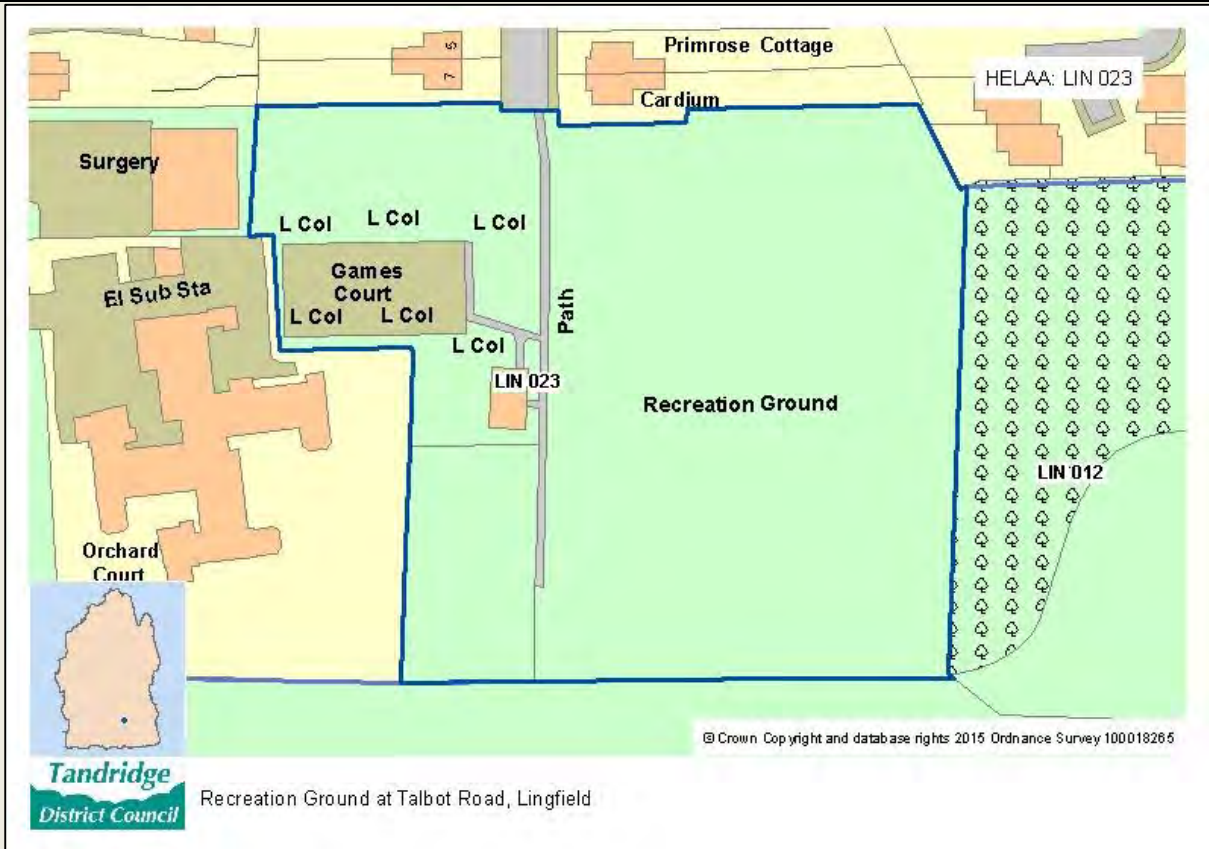 Primrose Cottage
HELAA: LIN 023
5
7
Cardium
Surgery
L Col
L Col
L Col
Games
Court
El Sub Sta
L Col
L Col
Path
L Col
LIN 023
Recreation Ground
LIN 012
Orchard
Court
© Crown Copyright and database rights 2015 Ordnance Survey 100018265
Tandridge
District Council
Recreation Ground at Talbot Road, Lingfield